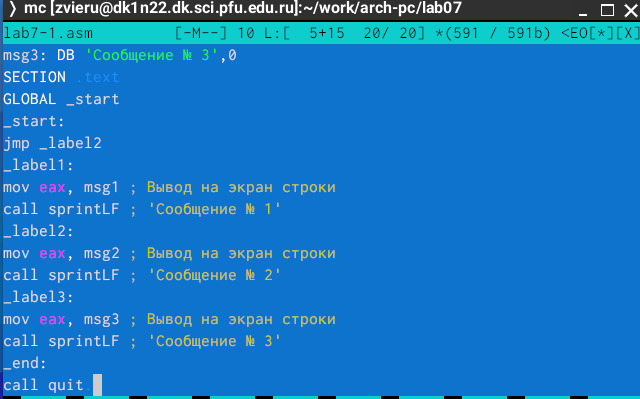 mc [zvieru@dk1n22.dk.sci.pfu.edu.ru]:~/work/arch-pc/lab07
lab7-1.asm [-M--] 10 L:[ 5+15 20/ 20] *(591 / 591b) <EO[*][X]
msg3: DB 'Сообщение № 3',0
SECTION .text
GLOBAL _start
_start:
jmp _label2
_label1:
mov eax, msg1 ; Вывод на экран строки
call sprintLF ; 'Сообщение № 1'
_label2:
mov eax, msg2 ; Вывод на экран строки
call sprintLF ; 'Сообщение № 2'
_label3:
mov eax, msg3 ; Вывод на экран строки
call sprintLF ; 'Сообщение № 3'
_end:
call quit